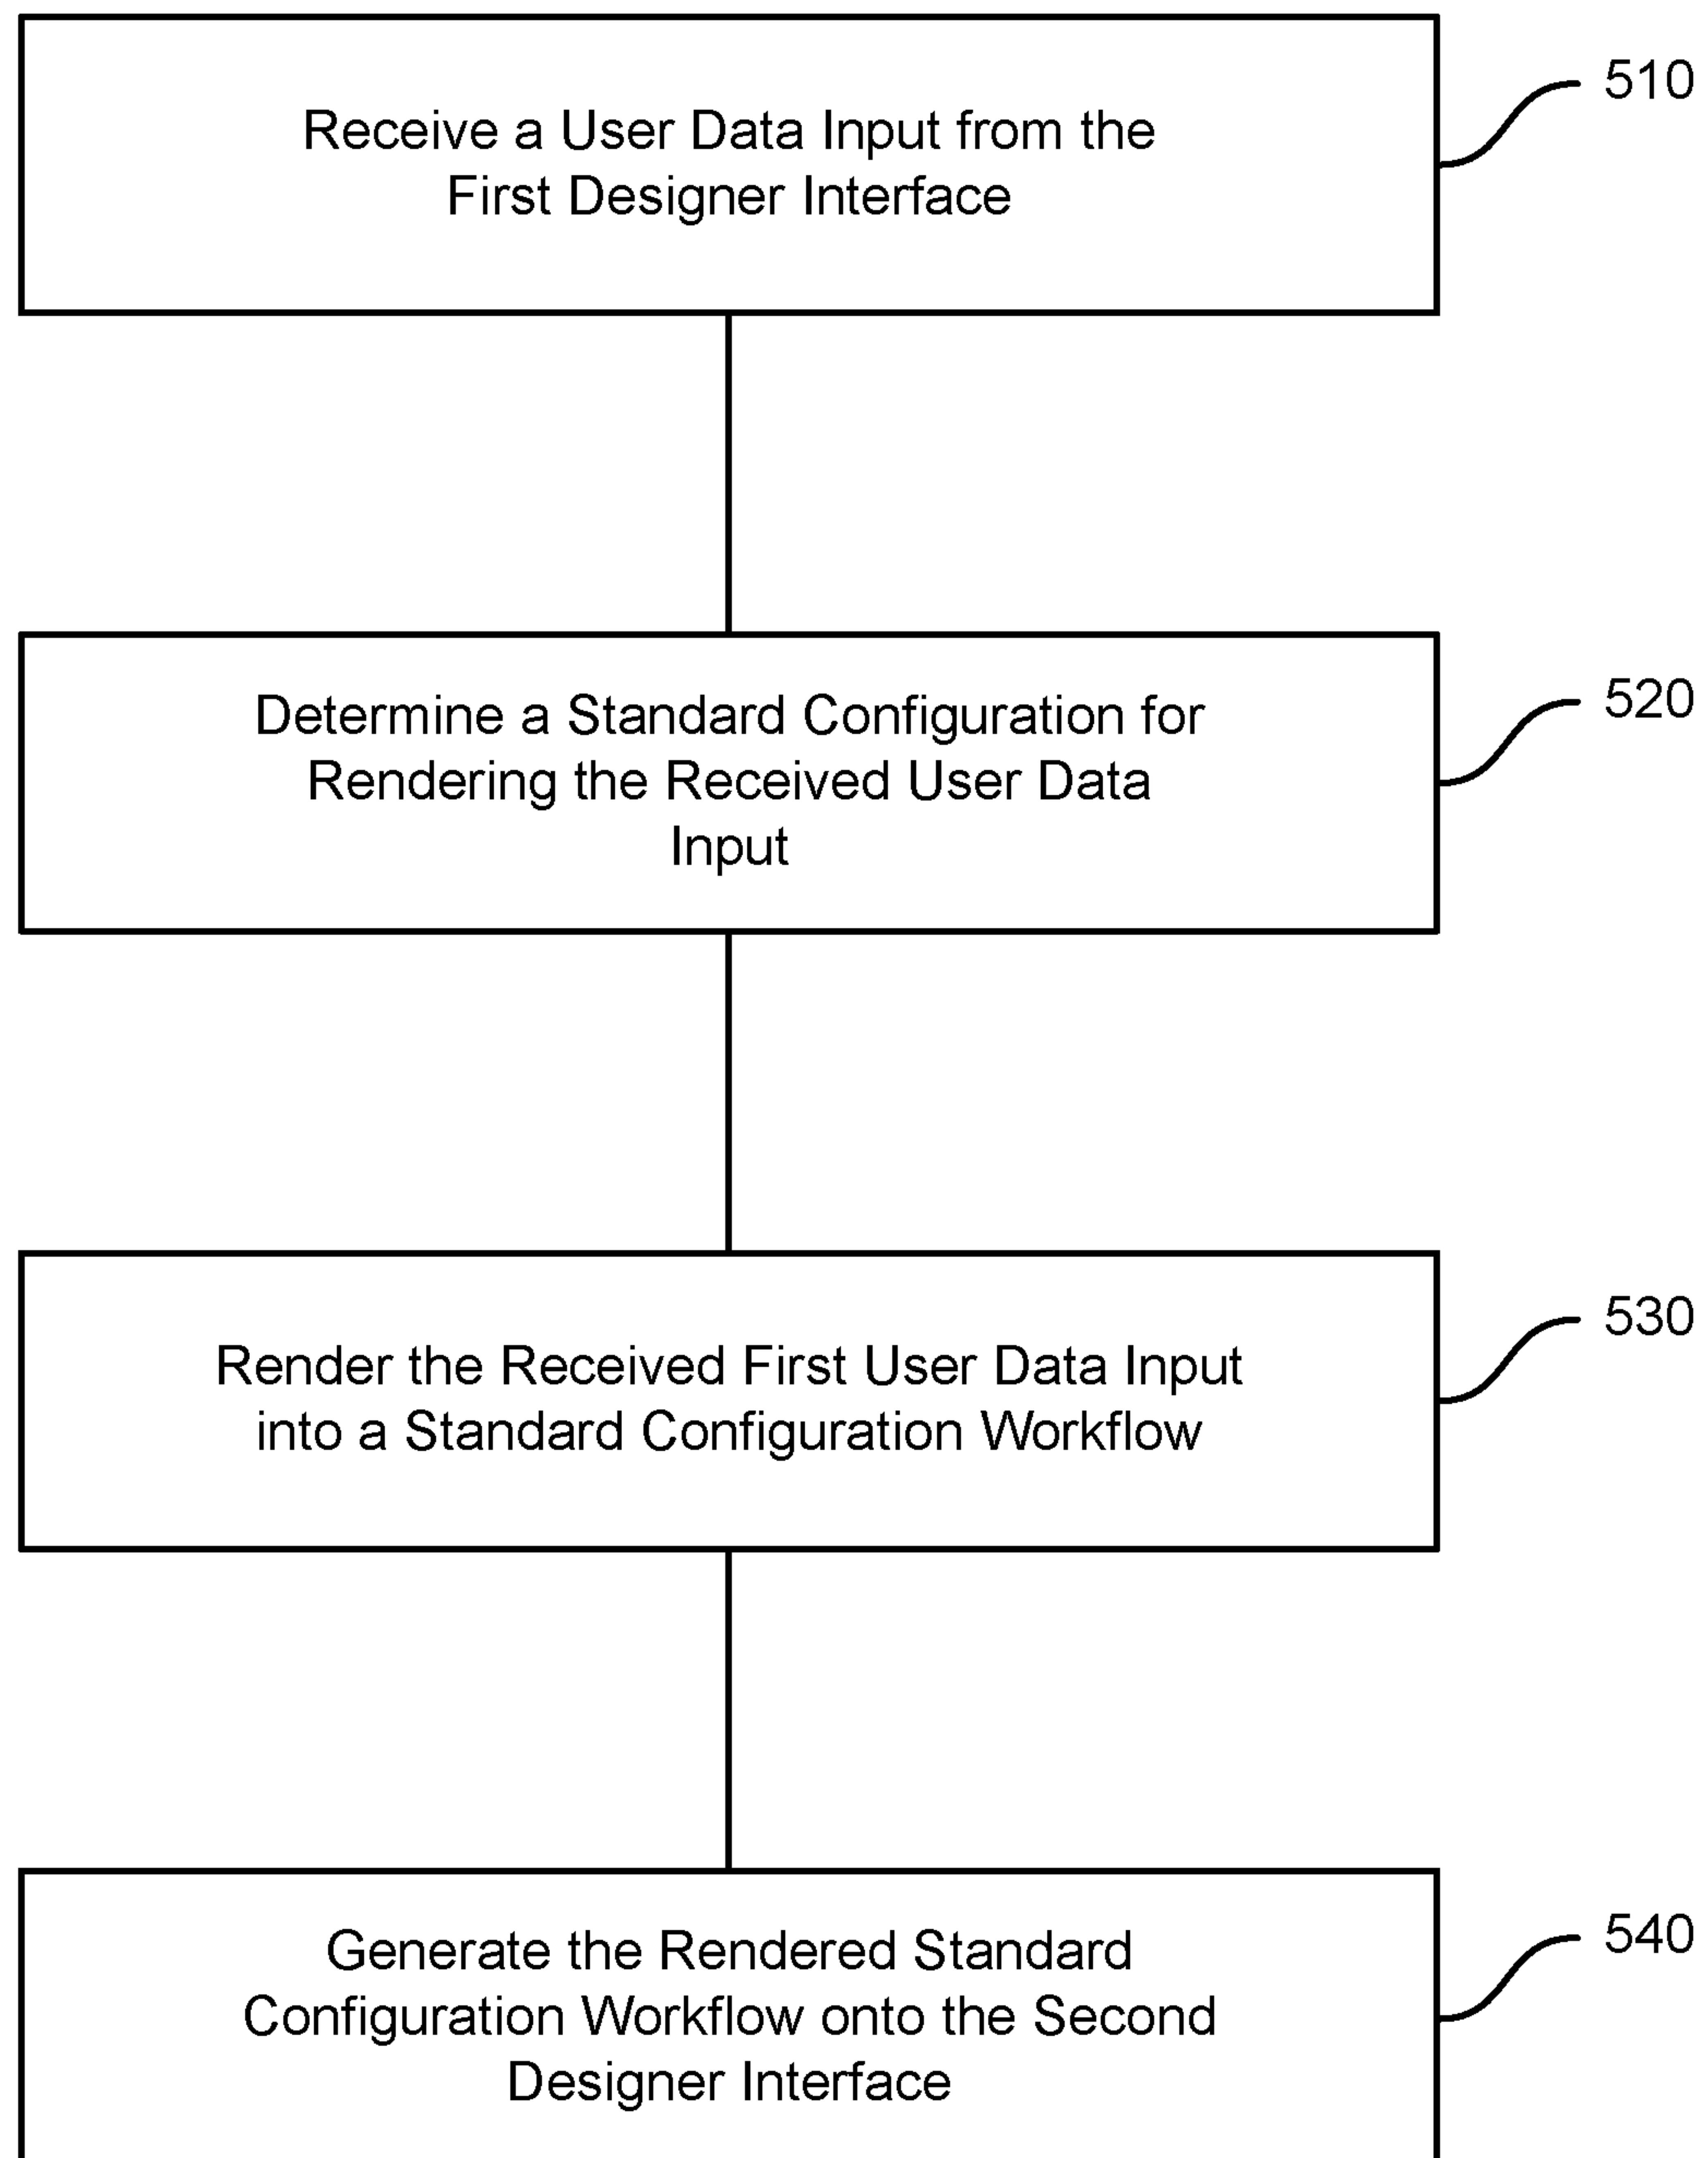 510
Receive a User Data Input from the
First Designer Interface
520
Determine a Standard Configuration for
Rendering the Received User Data
Input
530
Render the Received First User Data Input
into a Standard Configuration Workflow
540
Generate the Rendered Standard
Configuration Workflow onto the Second
Designer Interface